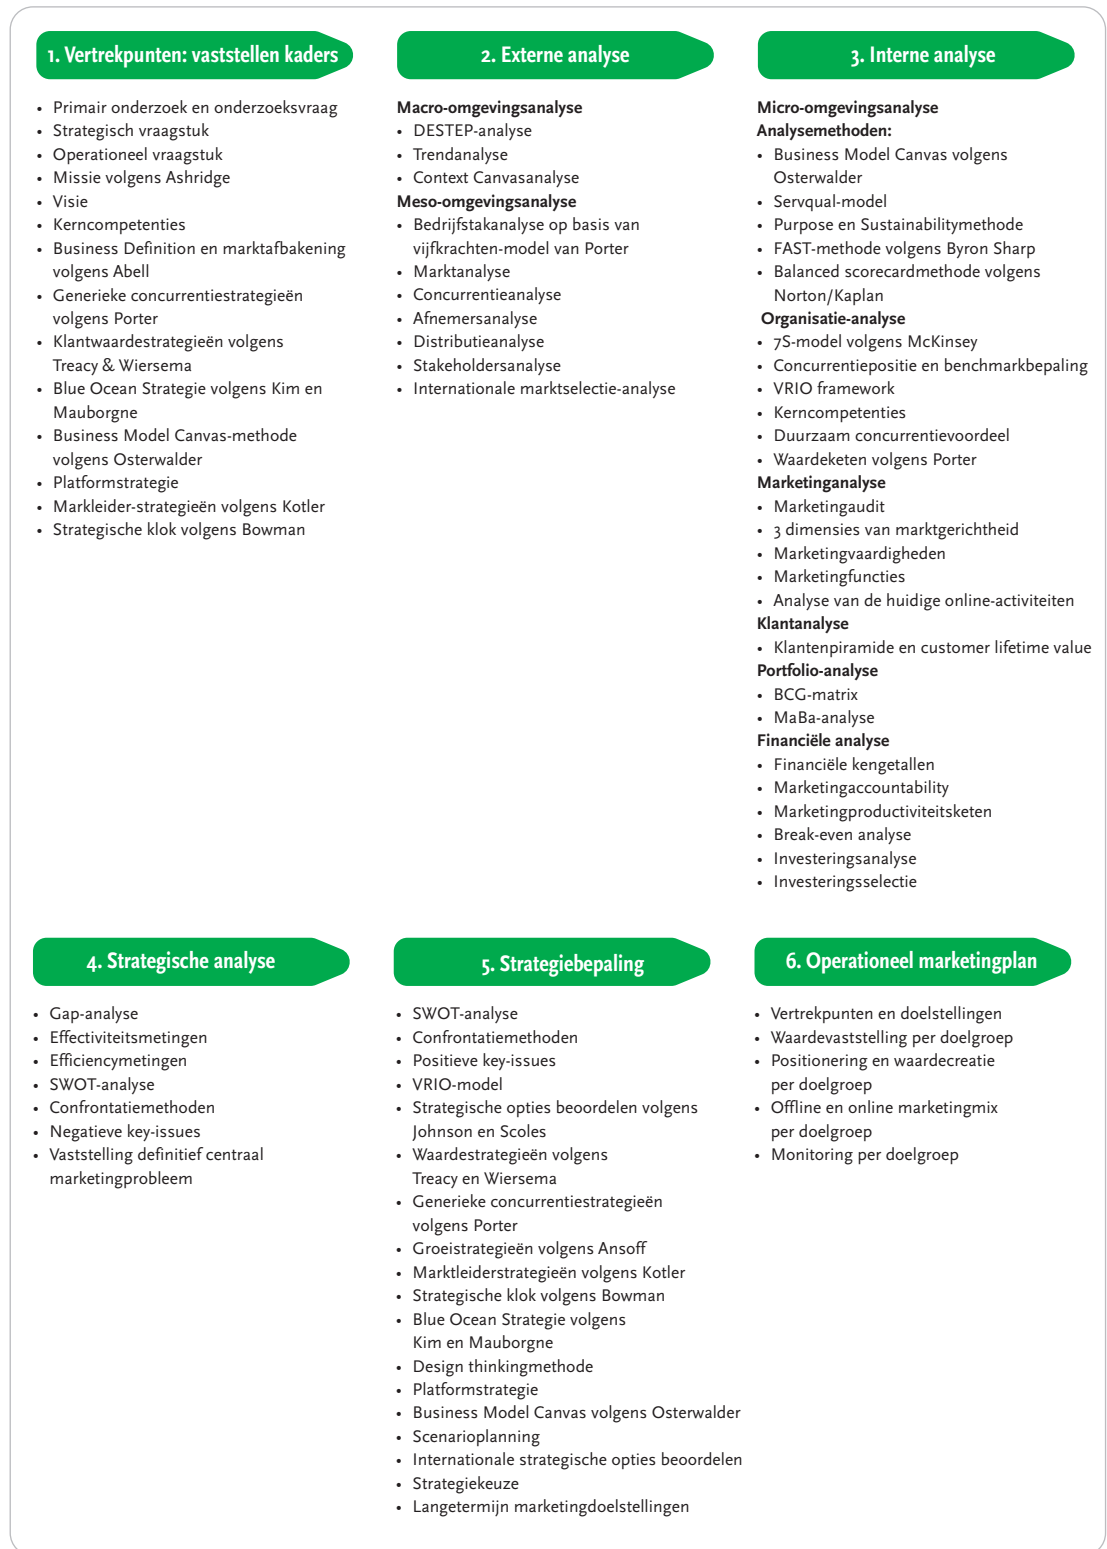 1. Vertrekpunten: vaststellen kaders
• Primair onderzoek en onderzoeksvraag
• Strategisch vraagstuk
• Operationeel vraagstuk
• Missie volgens Ashridge
• Visie
• Kerncompetenties
• Business Definition en marktafbakening
volgens Abell
• Generieke concurrentiestrategieën
volgens Porter
• Klantwaardestrategieën volgens
Treacy & Wiersema
• Blue Ocean Strategie volgens Kim en
Mauborgne
• Business Model Canvas-methode
volgens Osterwalder
• Platformstrategie
• Markleider-strategieën volgens Kotler
• Strategische klok volgens Bowman
2. Externe analyse
Macro-omgevingsanalyse
• DESTEP-analyse
• Trendanalyse
• Context Canvasanalyse
Meso-omgevingsanalyse
• Bedrijfstakanalyse op basis van
vijfkrachten-model van Porter
• Marktanalyse
• Concurrentieanalyse
• Afnemersanalyse
• Distributieanalyse
• Stakeholdersanalyse
• Internationale marktselectie-analyse
3. Interne analyse
Micro-omgevingsanalyse
Analysemethoden:
• Business Model Canvas volgens
Osterwalder
• Servqual-model
• Purpose en Sustainabilitymethode
• FAST-methode volgens Byron Sharp
• Balanced scorecardmethode volgens
Norton/Kaplan
Organisatie-analyse
• 7S-model volgens McKinsey
• Concurrentiepositie en benchmarkbepaling
• VRIO framework
• Kerncompetenties
• Duurzaam concurrentievoordeel
• Waardeketen volgens Porter
Marketinganalyse
• Marketingaudit
• 3 dimensies van marktgerichtheid
• Marketingvaardigheden
• Marketingfuncties
• Analyse van de huidige online-activiteiten
Klantanalyse
• Klantenpiramide en customer lifetime value
Portfolio-analyse
• BCG-matrix
• MaBa-analyse
Financiële analyse
• Financiële kengetallen
• Marketingaccountability
• Marketingproductiviteitsketen
• Break-even analyse
• Investeringsanalyse
• Investeringsselectie
4. Strategische analyse
• Gap-analyse
• Effectiviteitsmetingen
• Efficiencymetingen
• SWOT-analyse
• Confrontatiemethoden
• Negatieve key-issues
• Vaststelling definitief centraal
marketingprobleem
5. Strategiebepaling
• SWOT-analyse
• Confrontatiemethoden
• Positieve key-issues
• VRIO-model
• Strategische opties beoordelen volgens
Johnson en Scoles
• Waardestrategieën volgens
Treacy en Wiersema
• Generieke concurrentiestrategieën
volgens Porter
• Groeistrategieën volgens Ansoff
• Marktleiderstrategieën volgens Kotler
• Strategische klok volgens Bowman
• Blue Ocean Strategie volgens
Kim en Mauborgne
• Design thinkingmethode
• Platformstrategie
• Business Model Canvas volgens Osterwalder
• Scenarioplanning
• Internationale strategische opties beoordelen
• Strategiekeuze
• Langetermijn marketingdoelstellingen
6. Operationeel marketingplan
• Vertrekpunten en doelstellingen
• Waardevaststelling per doelgroep
• Positionering en waardecreatie
per doelgroep
• Offline en online marketingmix
per doelgroep
• Monitoring per doelgroep